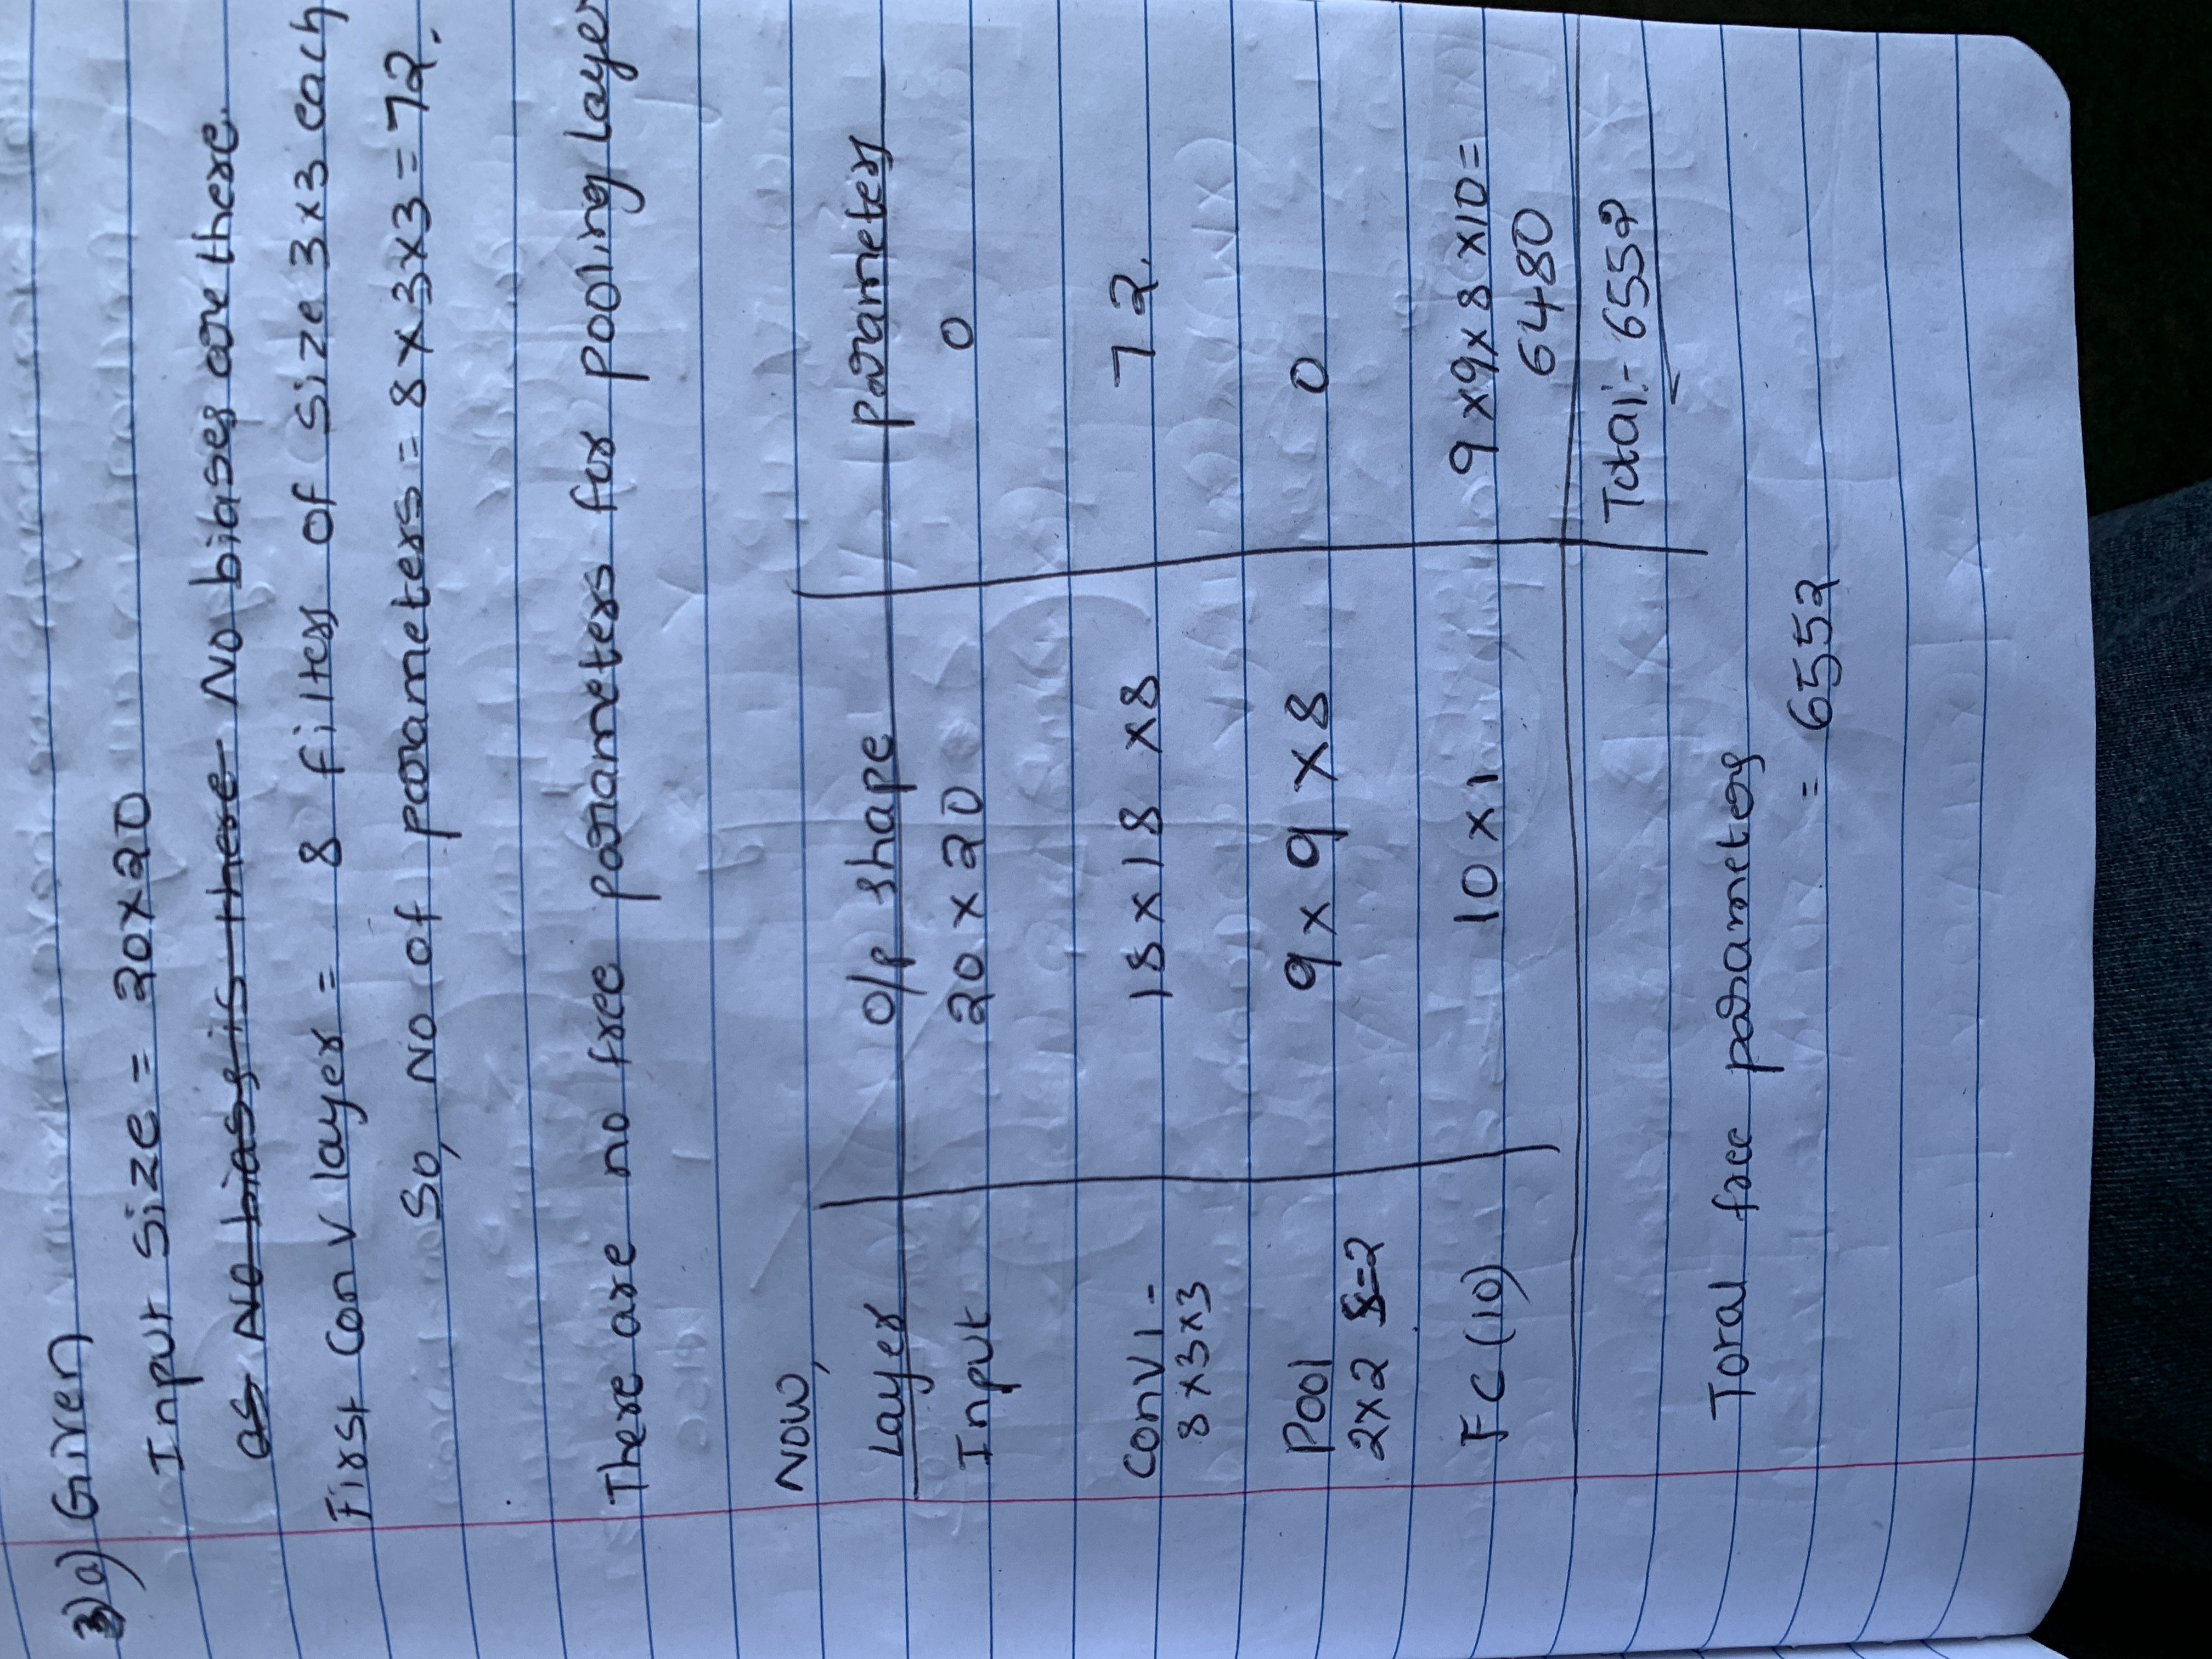 3) a) Given
Input size = 20×20
as No biass is there No biases are there.
First Conv layer = 8 filters of size 3×3 each
So, No of parameters = 8×3×3 = 72.
There are no free parameters for pooling Laye
Now,
Layer O/p shape parameters
Input 20 × 20 0
Conv1 - 18×18 ×8 72.
8×3×3
Pool 9× 9 ×8 0
2×2 S=2
FC (10) 10 ×1 9×9×8 ×10 =
6480
Total:- 6552
Total free parameters
= 6552